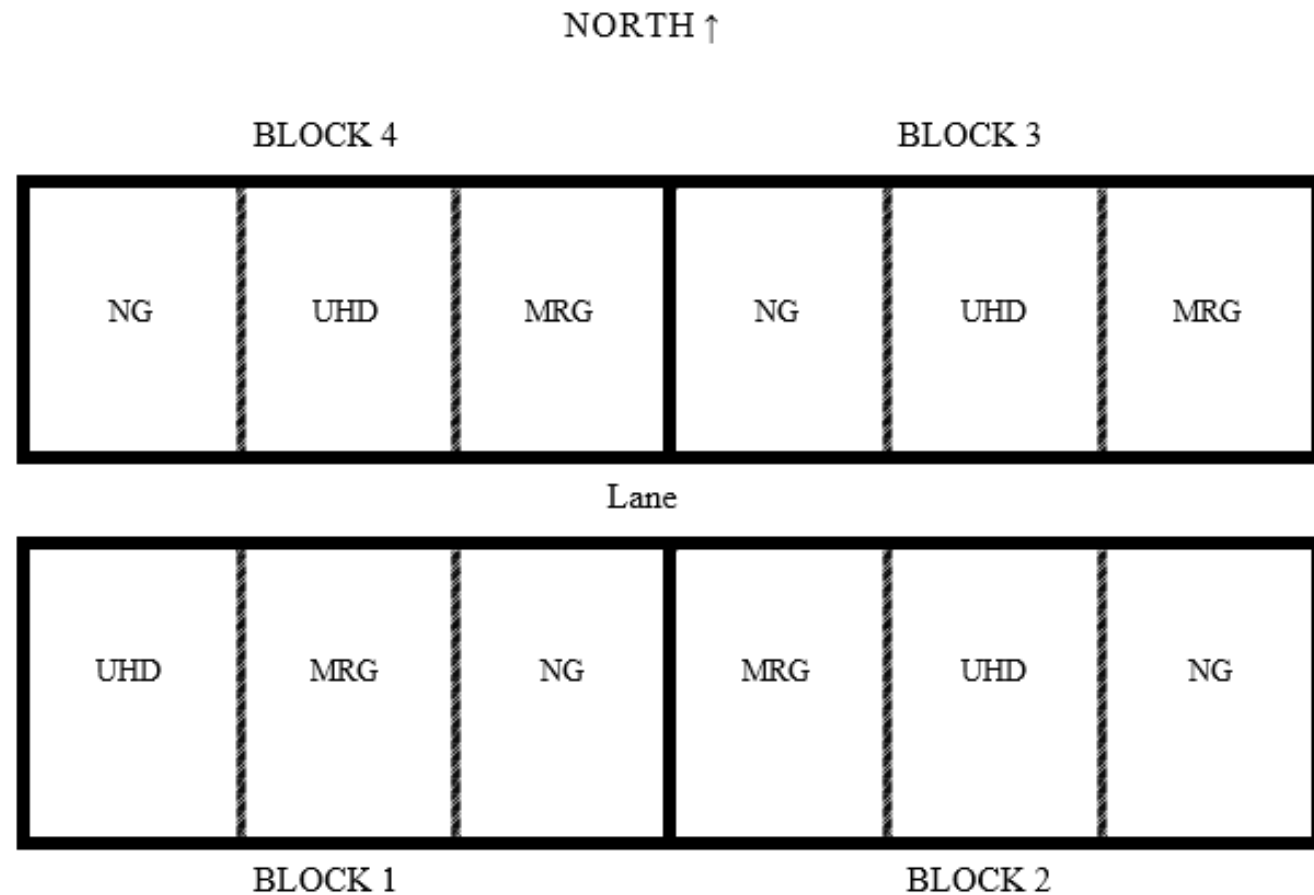 NORTH ↑
BLOCK 4 BLOCK 3
NG UHD MRG NG UHD MRG
Lane
UHD MRG NG MRG UHD NG
BLOCK 1 BLOCK 2